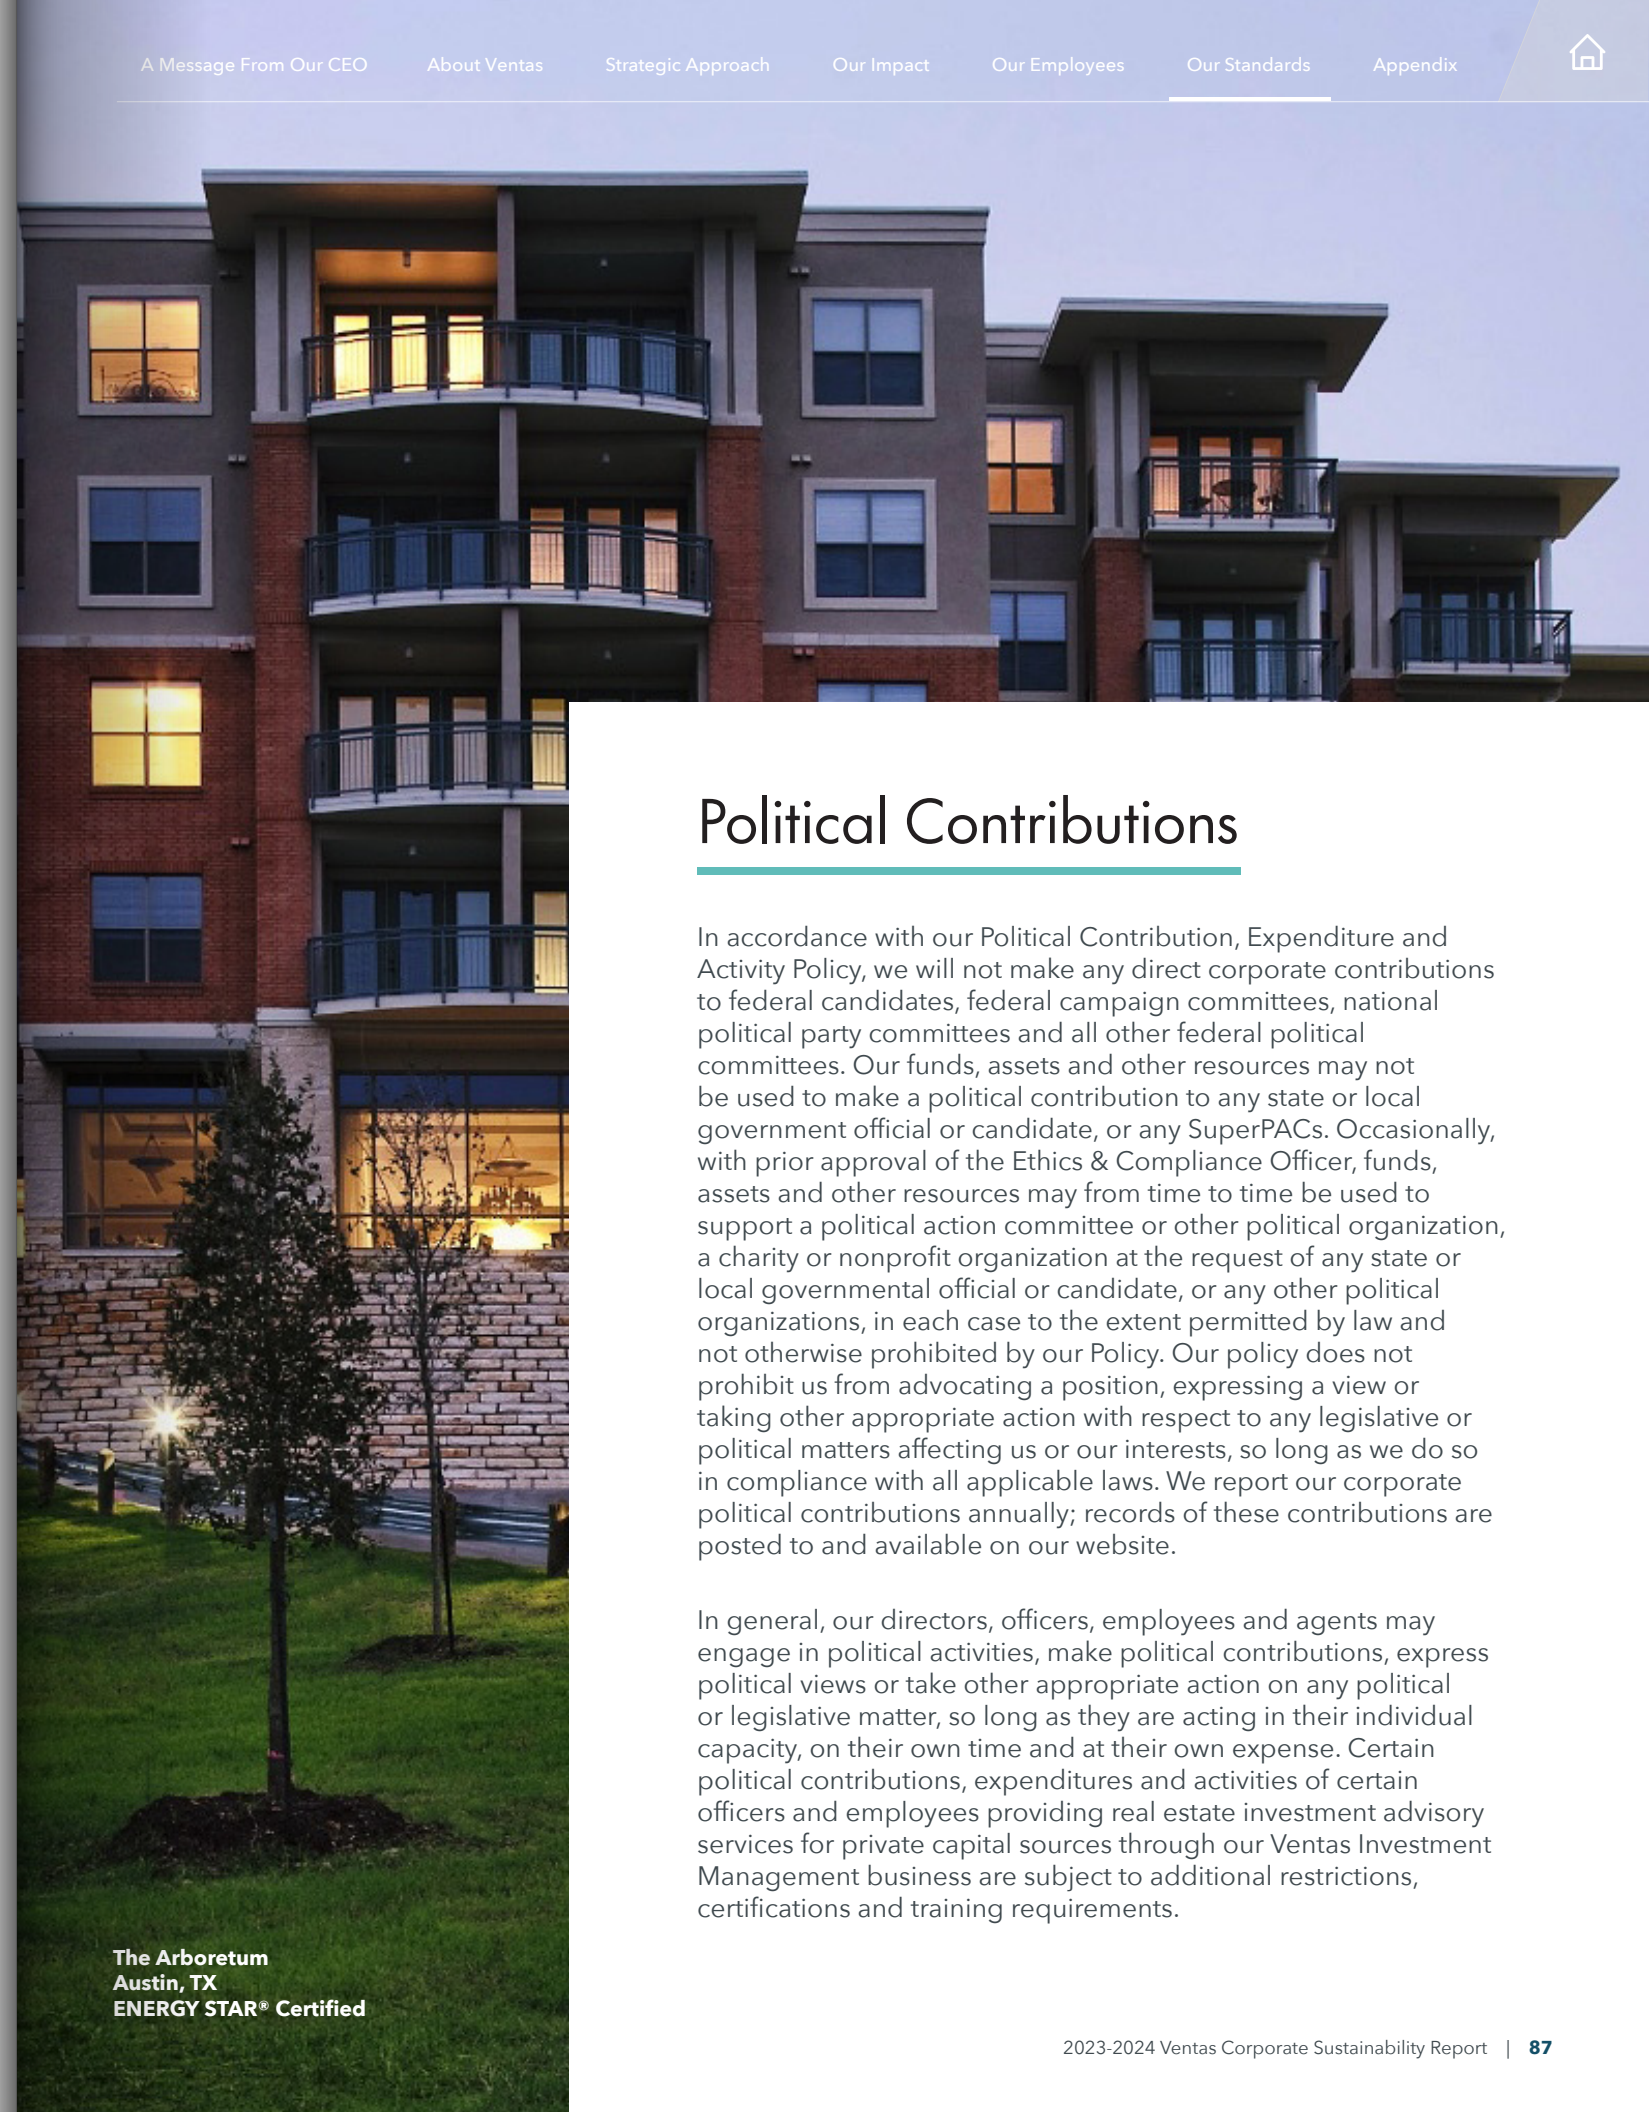 A Message From Our CEO
About Ventas
Strategic Approach
Our Impact
Our Employees
Our Standards
Appendix
Political Contributions
In accordance with our Political Contribution, Expenditure and
Activity Policy, we will not make any direct corporate contributions
to federal candidates, federal campaign committees, national
political party committees and all other federal political
committees. Our funds, assets and other resources may not
be used to make a political contribution to any state or local
government official or candidate, or any SuperPACs. Occasionally,
with prior approval of the Ethics & Compliance Officer, funds,
assets and other resources may from time to time be used to
support a political action committee or other political organization,
a charity or nonprofit organization at the request of any state or
local governmental official or candidate, or any other political
organizations, in each case to the extent permitted by law and
not otherwise prohibited by our Policy. Our policy does not
prohibit us from advocating a position, expressing a view or
taking other appropriate action with respect to any legislative or
political matters affecting us or our interests, so long as we do so
in compliance with all applicable laws. We report our corporate
political contributions annually; records of these contributions are
posted to and available on our website.
In general, our directors, officers, employees and agents may
engage in political activities, make political contributions, express
political views or take other appropriate action on any political
or legislative matter, so long as they are acting in their individual
capacity, on their own time and at their own expense. Certain
political contributions, expenditures and activities of certain
officers and employees providing real estate investment advisory
services for private capital sources through our Ventas Investment
Management business are subject to additional restrictions,
certifications and training requirements.
The Arboretum
Austin, TX
ENERGY STAR® Certified
2023-2024 Ventas Corporate Sustainability Report | 87